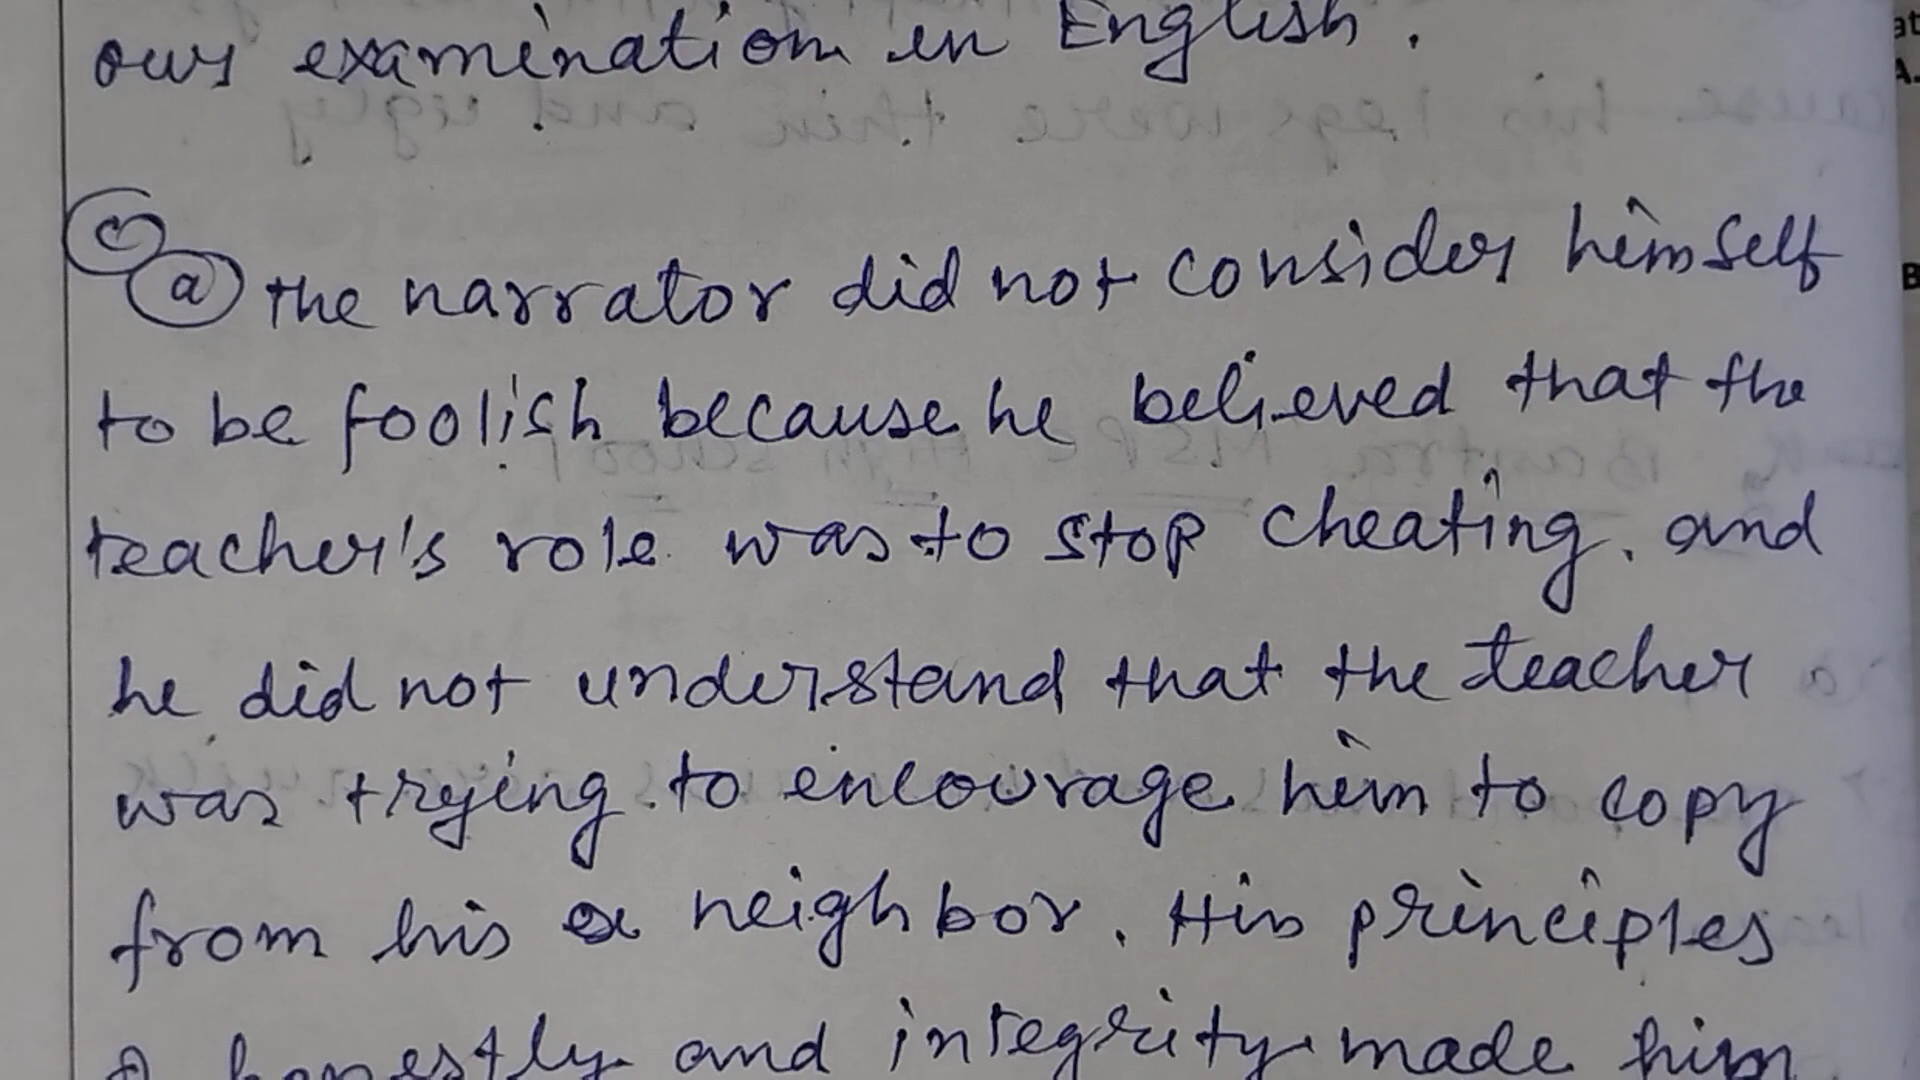 our examination in English.
C
a the narrator did not consider himself
to be foolish because he believed that the
teacher's role was to stop cheating. and
he did not understand that the teacher
was trying to encourage him to copy
from his neighbor. His principles
honestly and integrity made him